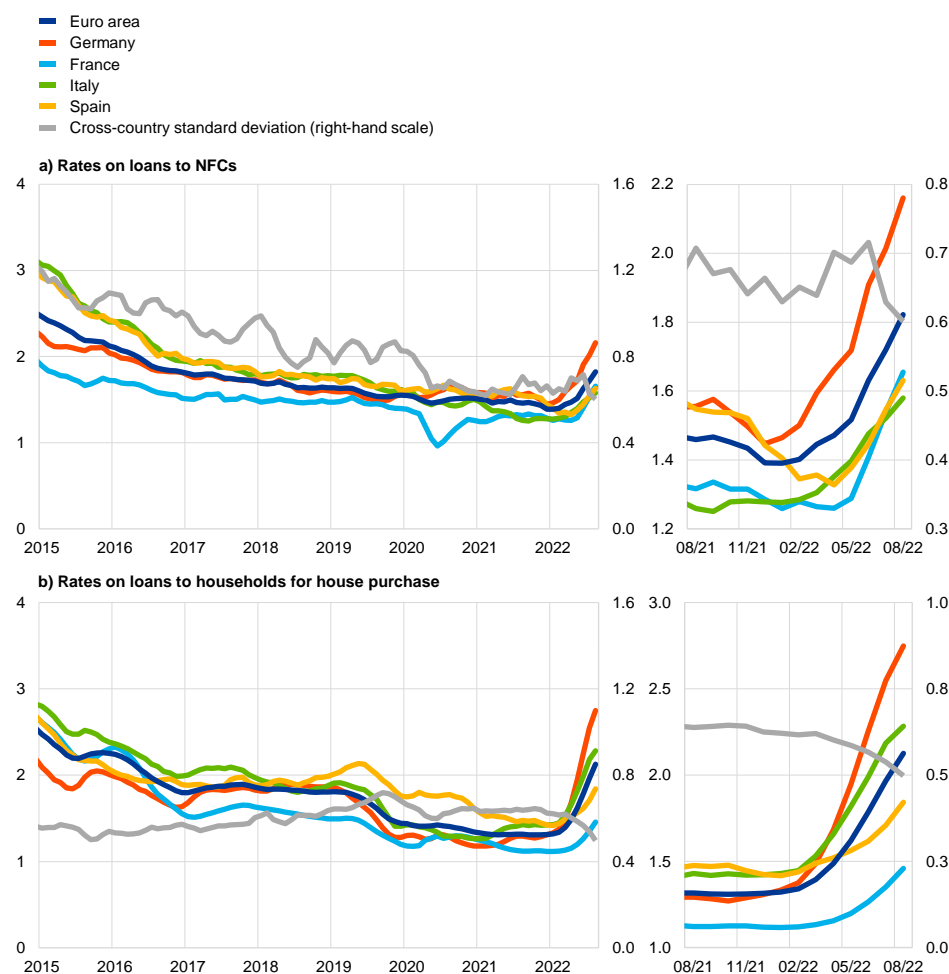 Euro area
Germany
France
Italy
Spain
Cross-country standard deviation (right-hand scale)
a) Rates on loans to NFCs
4 1.6 2.2 0.8
3 1.2 2.0 0.7
1.8 0.6
2 0.8
1.6 0.5
1 0.4 1.4 0.4
0 0.0 1.2 0.3
2015 2016 2017 2018 2019 2020 2021 2022 08/21 11/21 02/22 05/22 08/22
b) Rates on loans to households for house purchase
4 1.6 3.0 1.0
3 1.2 2.5 0.8
2 0.8 2.0 0.5
1 0.4 1.5 0.3
0 0.0 1.0 0.0
2015 2016 2017 2018 2019 2020 2021 2022 08/21 11/21 02/22 05/22 08/22